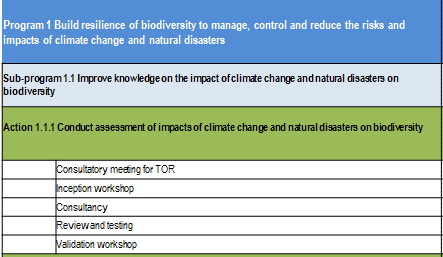 Program 1 Build resilience of biodiversity to manage, control and reduce the risks and
impacts of climate change and natural disasters
Sub-program 1.1 Improve knowledge on the impact of climate change and natural disasters on
biodiversity
Action 1.1.1 Conduct assessment of impacts of climate change and natural disasters on biodiversity
Consultatory meeting for TOR
Inception workshop
Consultancy
Review and testing
Validation workshop